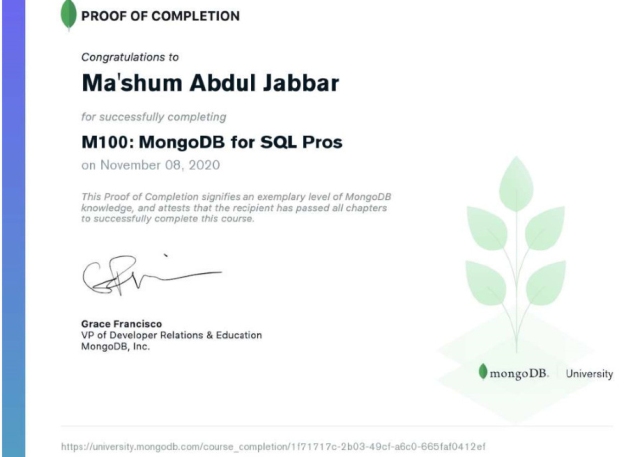 PROOF OF COMPLETION
Congratulations to
Ma'shum Abdul Jabbar
for successfully completing
M100: MongoDB for SQL Pros
on November 08, 2020
This Proof of Completion signifies an exemplary level of MongoDB
knowledge, and attests that the recipient has passed all chapters
to successfully complete this course.
Grace Francisco
VP of Developer Relations & Education
MongoDB, Inc.
mongoDB. University
https://university.mongodb.com/course_completion/1f71717c-2b03-49cf-a6c0-665faf0412ef